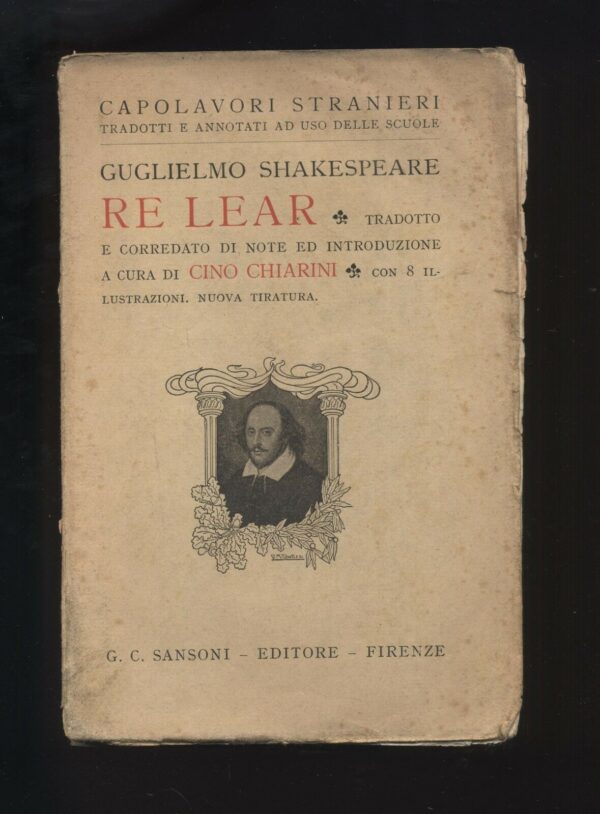 CAPOLAVORI STRANIERI
TRADOTTI E ANNOTATI AD USO DELLE SCUOLE
GUGLIELMO SHAKESPEARE
RE LEAR ♣ TRADOTTO
E CORREDATO DI NOTE ED INTRODUZIONE
A CURA DI CINO CHIARINI ♣ CON 8 IL-
LUSTRAZIONI. NUOVA TIRATURA.
G. C. SANSONI – EDITORE – FIRENZE